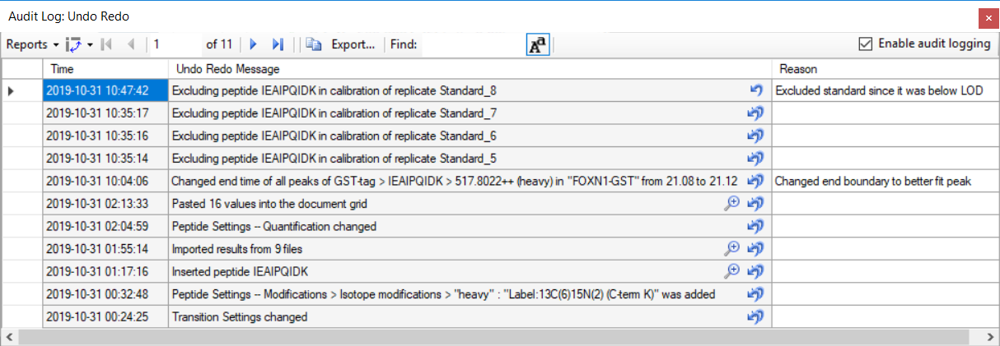 Audit Log: Undo Redo
Reports 1 of 11 Export... Find: Aa Enable audit logging
Time Undo Redo Message Reason
2019-10-31 10:47:42 Excluding peptide IEAIPQIDK in calibration of replicate Standard_8 Excluded standard since it was below LOD
2019-10-31 10:35:17 Excluding peptide IEAIPQIDK in calibration of replicate Standard_7
2019-10-31 10:35:16 Excluding peptide IEAIPQIDK in calibration of replicate Standard_6
2019-10-31 10:35:14 Excluding peptide IEAIPQIDK in calibration of replicate Standard_5
2019-10-31 10:04:06 Changed end time of all peaks of GST-tag > IEAIPQIDK > 517.8022++ (heavy) in "FOXN1-GST" from 21.08 to 21.12 Changed end boundary to better fit peak
2019-10-31 02:13:33 Pasted 16 values into the document grid
2019-10-31 02:04:59 Peptide Settings -- Quantification changed
2019-10-31 01:55:14 Imported results from 9 files
2019-10-31 01:17:16 Inserted peptide IEAIPQIDK
2019-10-31 00:32:48 Peptide Settings -- Modifications > Isotope modifications > "heavy" : "Label:13C(6)15N(2) (C-term K)" was added
2019-10-31 00:24:25 Transition Settings changed